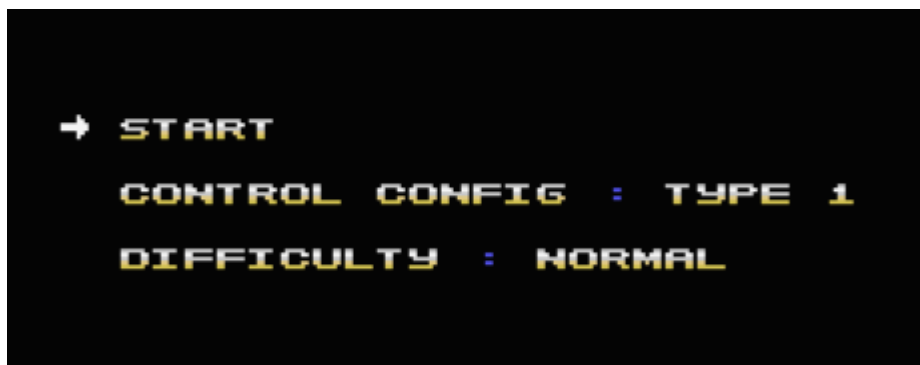 START
CONTROL CONFIG : TYPE 1
DIFFICULTY : NORMAL